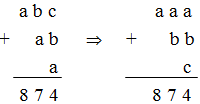 a b c a a a
+ a b ⇒ + b b
a c
8 7 4 8 7 4